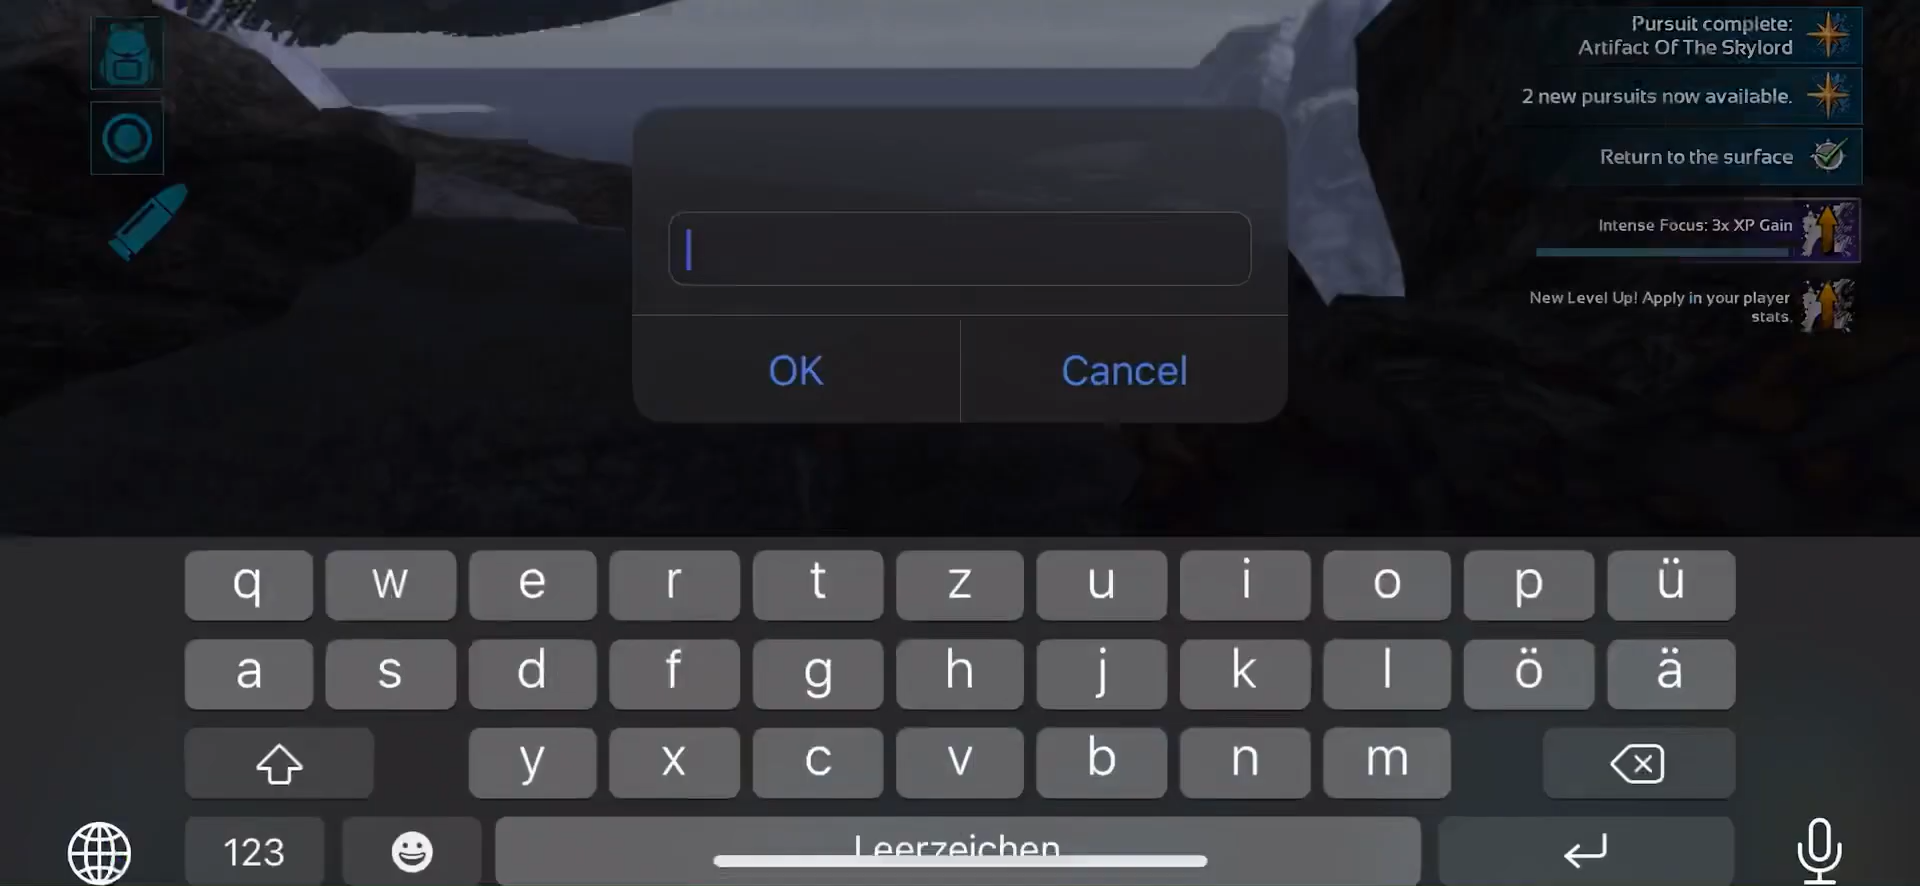 Pursuit complete:
Artifact Of The Skylord
2 new pursuits now available.
Return to the surface
Intense Focus: 3x XP Gain
New Level Up! Apply in your player
stats.
OK
Cancel
q w e r t z u i o p ü
a s d f g h j k l ö ä
y x c v b n m
123
Leerzeichen